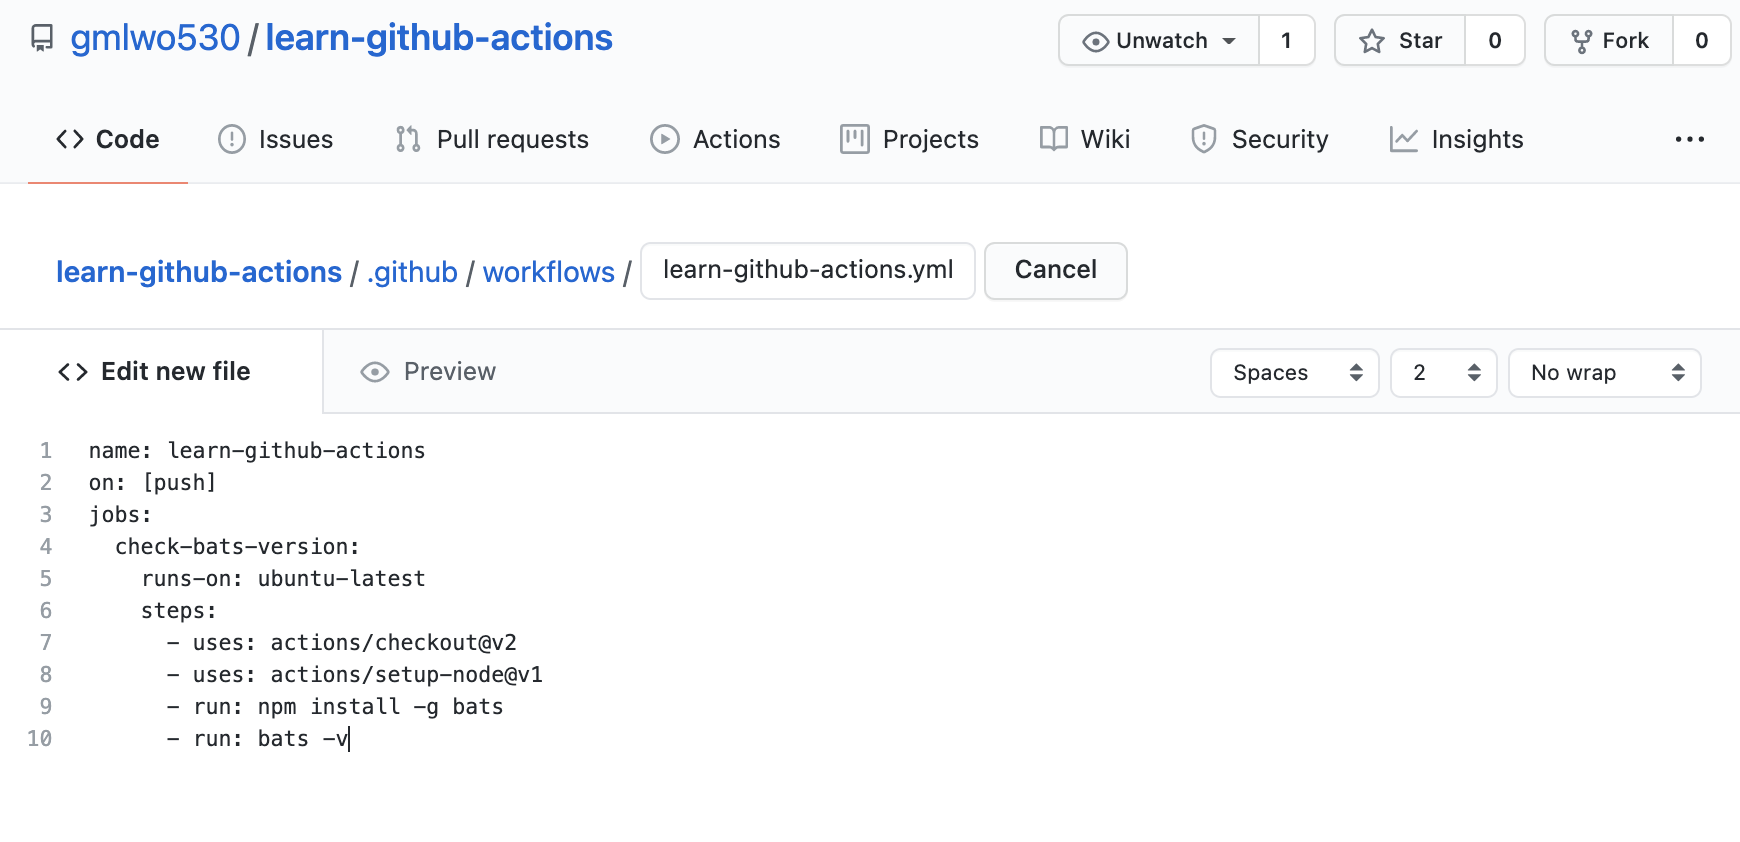 gmlwo530 / learn-github-actions
Unwatch 1 Star 0 Fork 0
Code Issues Pull requests Actions Projects Wiki Security Insights
learn-github-actions / .github / workflows / learn-github-actions.yml Cancel
Edit new file Preview Spaces 2 No wrap
1 name: learn-github-actions
2 on: [push]
3 jobs:
4   check-bats-version:
5     runs-on: ubuntu-latest
6     steps:
7       - uses: actions/checkout@v2
8       - uses: actions/setup-node@v1
9       - run: npm install -g bats
10       - run: bats -v